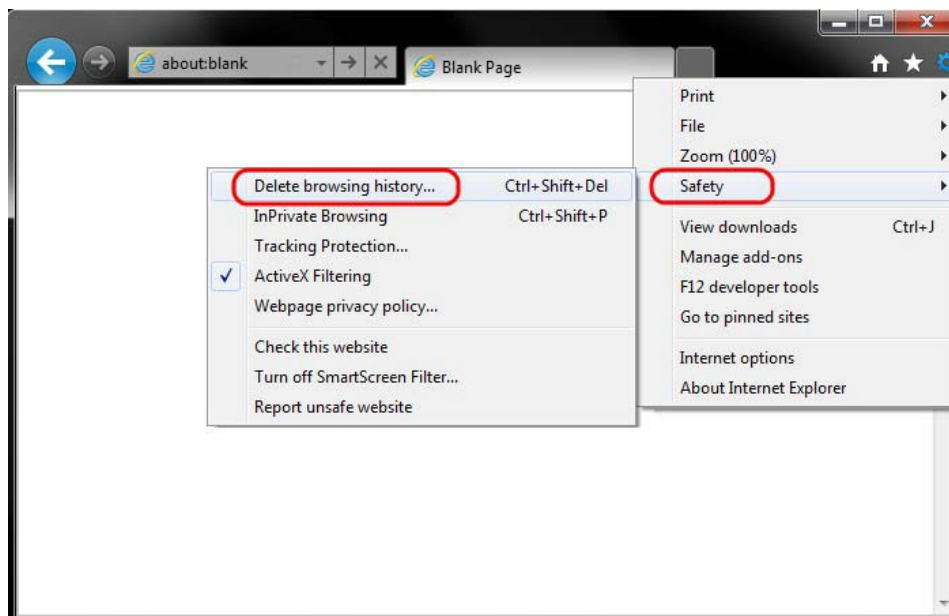 about:blank
Blank Page
Print
File
Zoom (100%)
Safety
View downloads Ctrl+J
Manage add-ons
F12 developer tools
Go to pinned sites
Internet options
About Internet Explorer
Delete browsing history... Ctrl+Shift+Del
InPrivate Browsing Ctrl+Shift+P
Tracking Protection...
ActiveX Filtering
Webpage privacy policy...
Check this website
Turn off SmartScreen Filter...
Report unsafe website